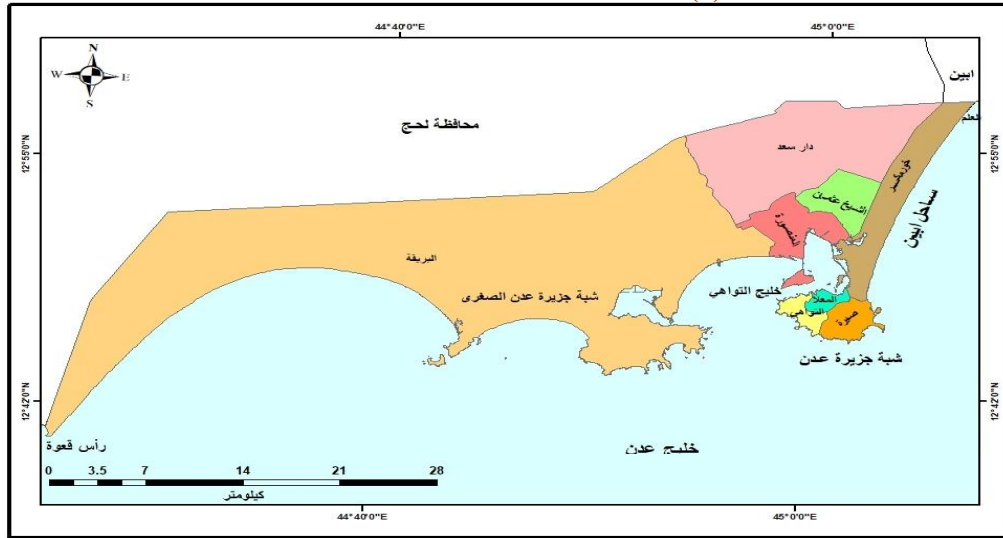 44°40'0"E
45°0'0"E
N
W
E
S
ابين
العلم
محافظة لحج
12°55'0"N
12°55'0"N
دار سعد
خورمكسر
الشيخ عثمان
ساحل ابين
المنصورة
البريقة
خليج التواهي
شبة جزيرة عدن الصغرى
المعلا
التواهي
صيرة
شبة جزيرة عدن
12°42'0"N
12°42'0"N
رأس قعوة
خليج عدن
0 3.5 7 14 21 28
كيلومتر
44°40'0"E
45°0'0"E